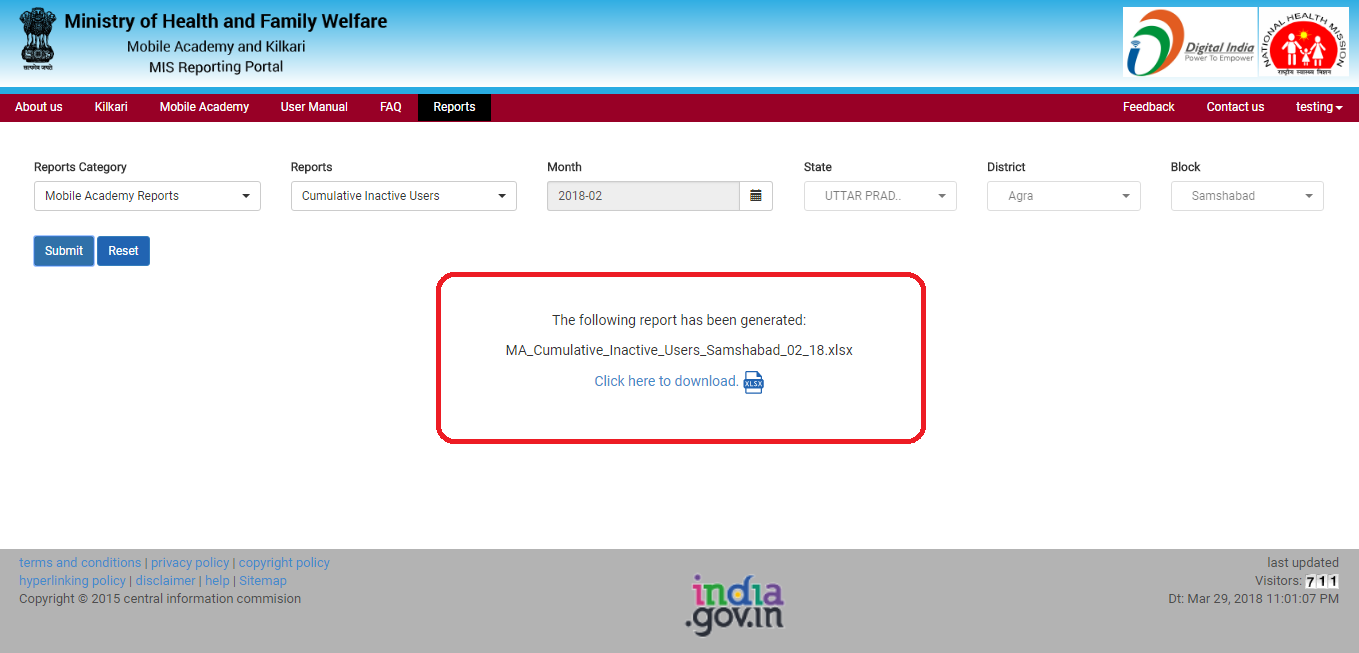 Ministry of Health and Family Welfare
Mobile Academy and Kilkari
MIS Reporting Portal
सत्यमेव जयते
Digital India
Power To Empower
NATIONAL HEALTH MISSION
राष्ट्रीय स्वास्थ्य मिशन
About us Kilkari Mobile Academy User Manual FAQ Reports Feedback Contact us testing
Reports Category Reports Month State District Block
Mobile Academy Reports Cumulative Inactive Users 2018-02 UTTAR PRAD.. Agra Samshabad
Submit Reset
The following report has been generated:
MA_Cumulative_Inactive_Users_Samshabad_02_18.xlsx
Click here to download. XLSX
terms and conditions | privacy policy | copyright policy
hyperlinking policy | disclaimer | help | Sitemap
Copyright © 2015 central information commision
india
.gov.in
last updated
Visitors: 711
Dt: Mar 29, 2018 11:01:07 PM